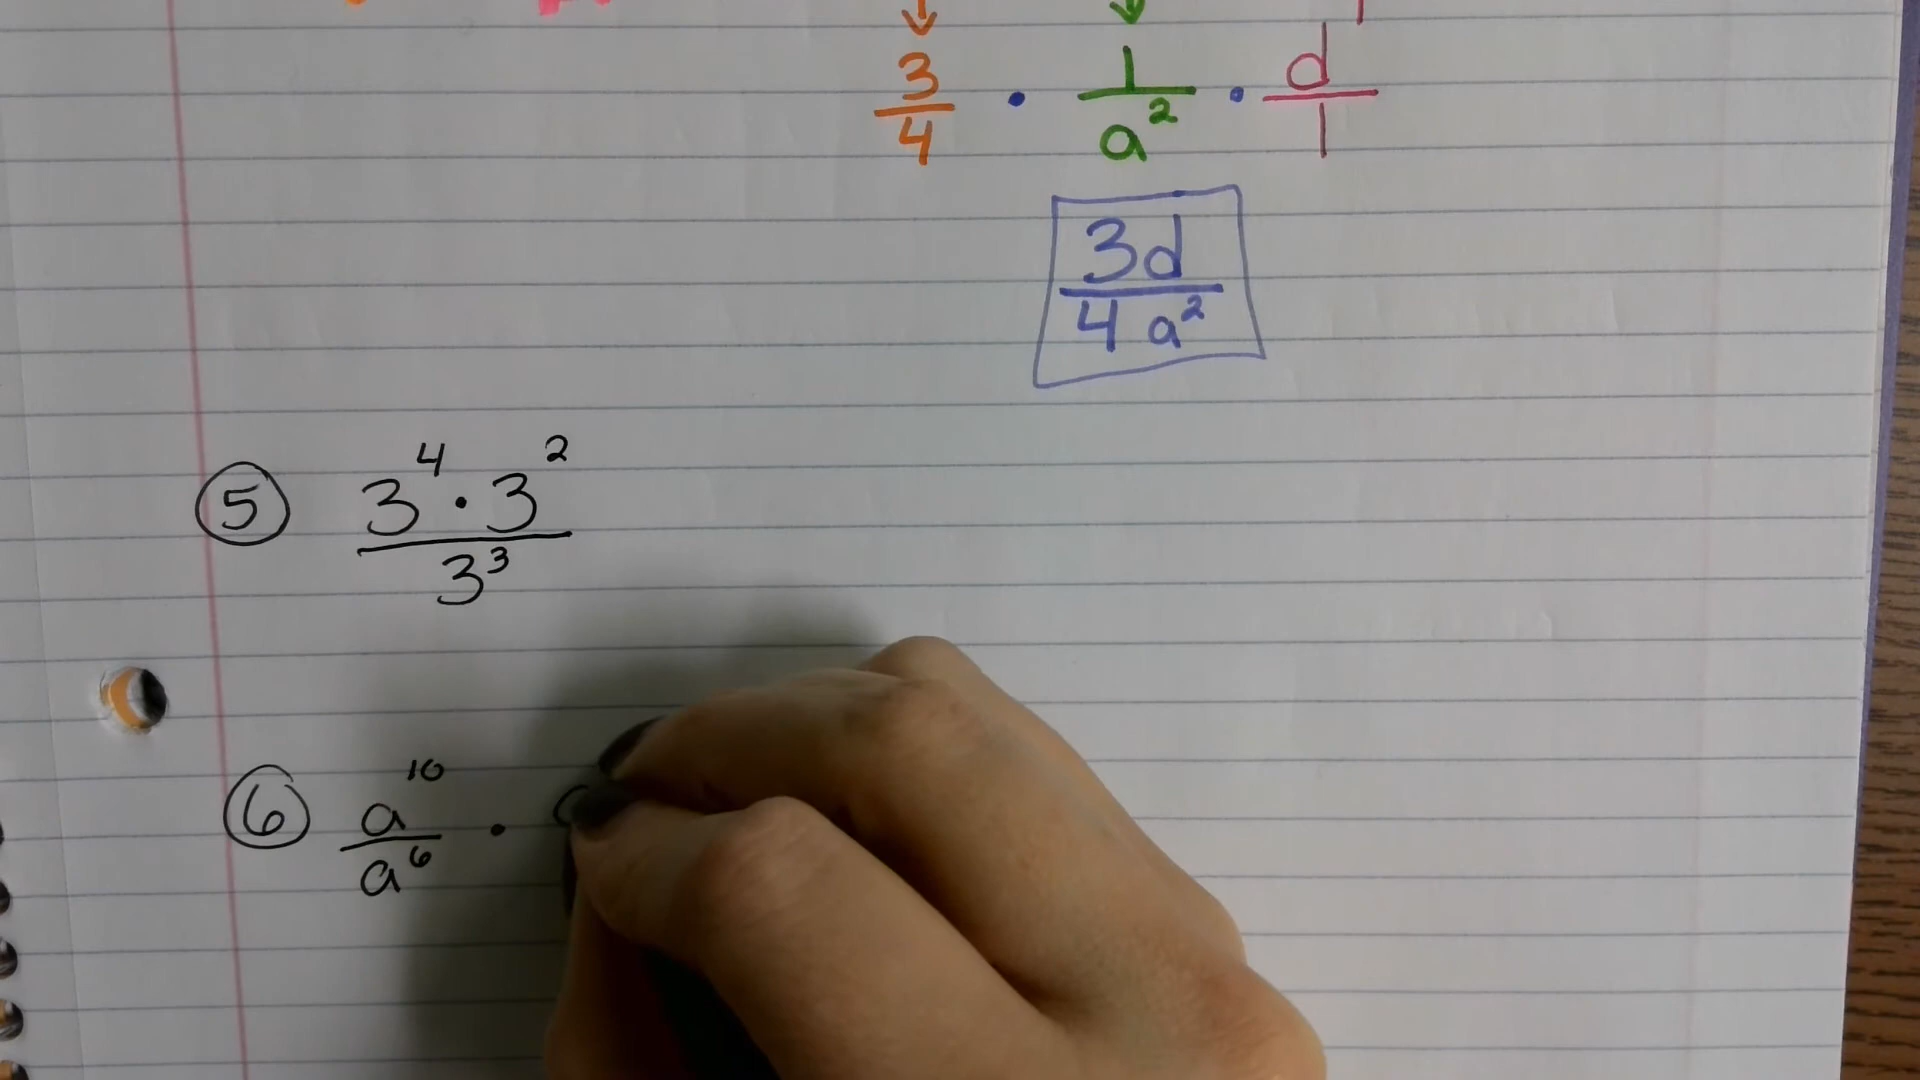 3/4 · 1/a² · d/1
3d/4a²
⑤ 3⁴ · 3²/3³
⑥ a¹⁰/a⁶ ·